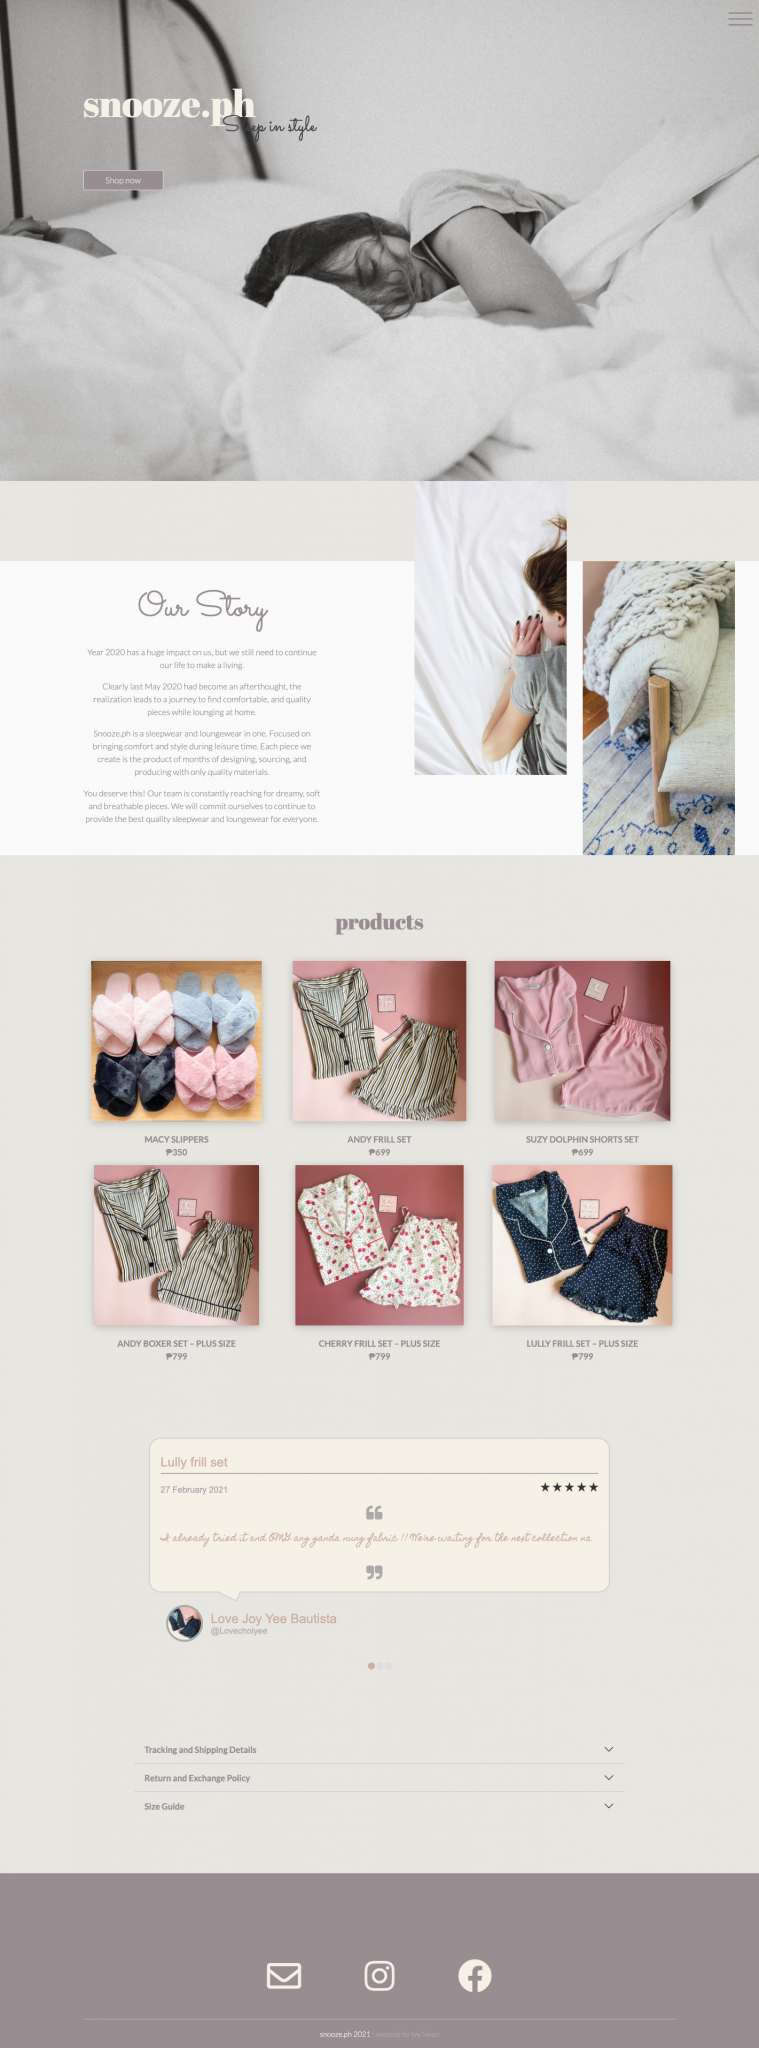 snooze.ph
Sleep in style
Shop now
Our Story
Year 2020 has a huge impact on us, but we still need to continue
our life to make a living.
Clearly last May 2020 had become an afterthought, the
realization leads to a journey to find comfortable, and quality
pieces while lounging at home.
Snooze.ph is a sleepwear and loungewear in one. Focused on
bringing comfort and style during leisure time. Each piece we
create is the product of months of designing, sourcing, and
producing with only quality materials.
You deserve this! Our team is constantly reaching for dreamy, soft
and breathable pieces. We will commit ourselves to continue to
provide the best quality sleepwear and loungewear for everyone.
products
MACY SLIPPERS
₱350
ANDY FRILL SET
₱699
SUZY DOLPHIN SHORTS SET
₱699
ANDY BOXER SET – PLUS SIZE
₱799
CHERRY FRILL SET – PLUS SIZE
₱799
LULLY FRILL SET – PLUS SIZE
₱799
Lully frill set
27 February 2021
★★★★★
❝
I already tried it and OMG ang ganda nung fabric !! We're waiting for the next collection na
❞
Love Joy Yee Bautista
@Lovechoiyee
Tracking and Shipping Details
Return and Exchange Policy
Size Guide
snooze.ph 2021 | website by Ivy